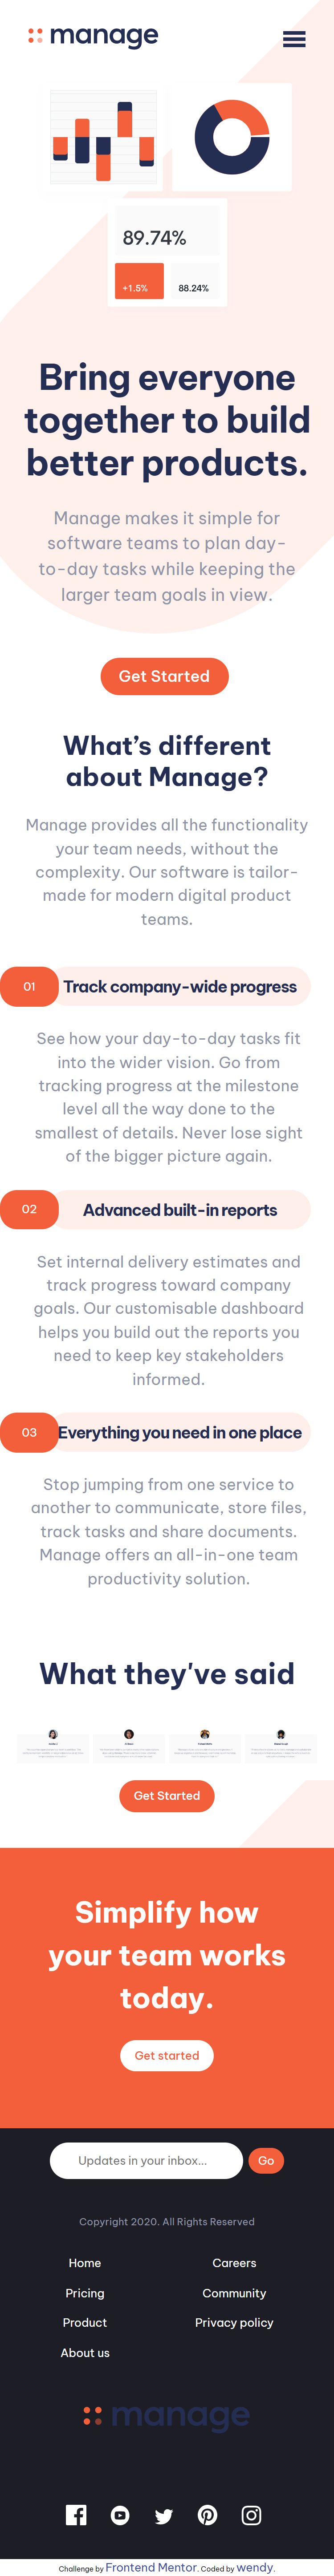 manage
89.74%
+1.5%
88.24%
Bring everyone
together to build
better products.
Manage makes it simple for
software teams to plan day-
to-day tasks while keeping the
larger team goals in view.
Get Started
What’s different
about Manage?
Manage provides all the functionality
your team needs, without the
complexity. Our software is tailor-
made for modern digital product
teams.
01 Track company-wide progress
See how your day-to-day tasks fit
into the wider vision. Go from
tracking progress at the milestone
level all the way done to the
smallest of details. Never lose sight
of the bigger picture again.
02 Advanced built-in reports
Set internal delivery estimates and
track progress toward company
goals. Our customisable dashboard
helps you build out the reports you
need to keep key stakeholders
informed.
03 Everything you need in one place
Stop jumping from one service to
another to communicate, store files,
track tasks and share documents.
Manage offers an all-in-one team
productivity solution.
What they've said
Get Started
Simplify how
your team works
today.
Get started
Updates in your inbox...
Go
Copyright 2020. All Rights Reserved
Home
Careers
Pricing
Community
Product
Privacy policy
About us
manage
Challenge by Frontend Mentor. Coded by wendy.